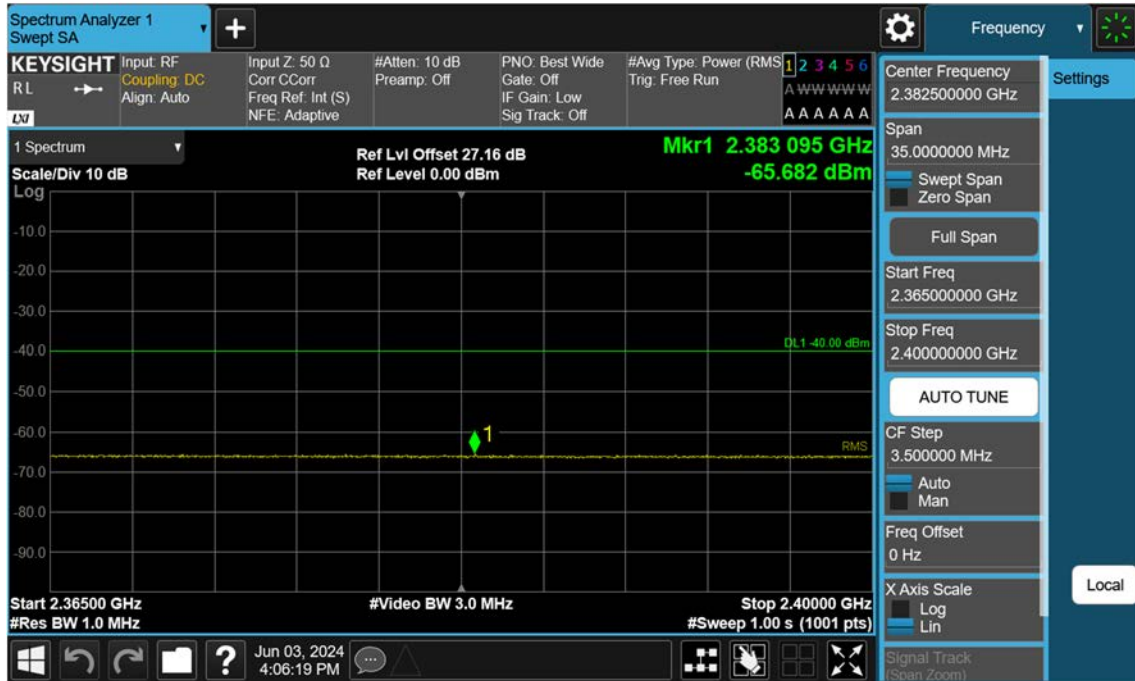 Spectrum Analyzer 1
Swept SA
+
Frequency
KEYSIGHT
R L
LXI
Input: RF
Coupling: DC
Align: Auto
Input Z: 50 Ω
Corr CCorr
Freq Ref: Int (S)
NFE: Adaptive
#Atten: 10 dB
Preamp: Off
PNO: Best Wide
Gate: Off
IF Gain: Low
Sig Track: Off
#Avg Type: Power (RMS
Trig: Free Run
1 2 3 4 5 6
A W W W W W
A A A A A A
1 Spectrum
Scale/Div 10 dB
Log
Ref Lvl Offset 27.16 dB
Ref Level 0.00 dBm
Mkr1 2.383 095 GHz
-65.682 dBm
-10.0
-20.0
-30.0
-40.0
DL1 -40.00 dBm
-50.0
-60.0
1
RMS
-70.0
-80.0
-90.0
Start 2.36500 GHz
#Res BW 1.0 MHz
#Video BW 3.0 MHz
Stop 2.40000 GHz
#Sweep 1.00 s (1001 pts)
?
Jun 03, 2024
4:06:19 PM
Center Frequency
2.382500000 GHz
Span
35.0000000 MHz
Swept Span
Zero Span
Full Span
Start Freq
2.365000000 GHz
Stop Freq
2.400000000 GHz
AUTO TUNE
CF Step
3.500000 MHz
Auto
Man
Freq Offset
0 Hz
X Axis Scale
Log
Lin
Signal Track
(Span Zoom)
Settings
Local